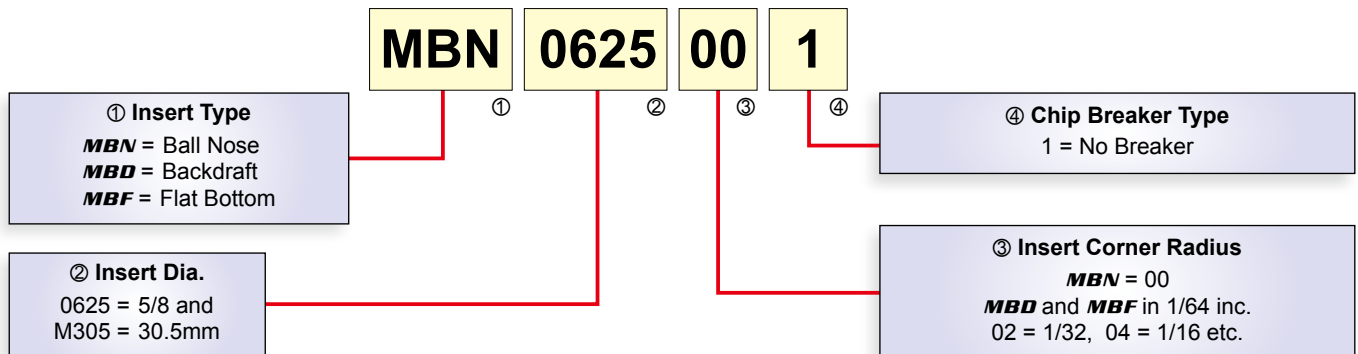 MBN 0625 00 1
① ② ③ ④
① Insert Type
MBN = Ball Nose
MBD = Backdraft
MBF = Flat Bottom
② Insert Dia.
0625 = 5/8 and
M305 = 30.5mm
④ Chip Breaker Type
1 = No Breaker
③ Insert Corner Radius
MBN = 00
MBD and MBF in 1/64 inc.
02 = 1/32, 04 = 1/16 etc.